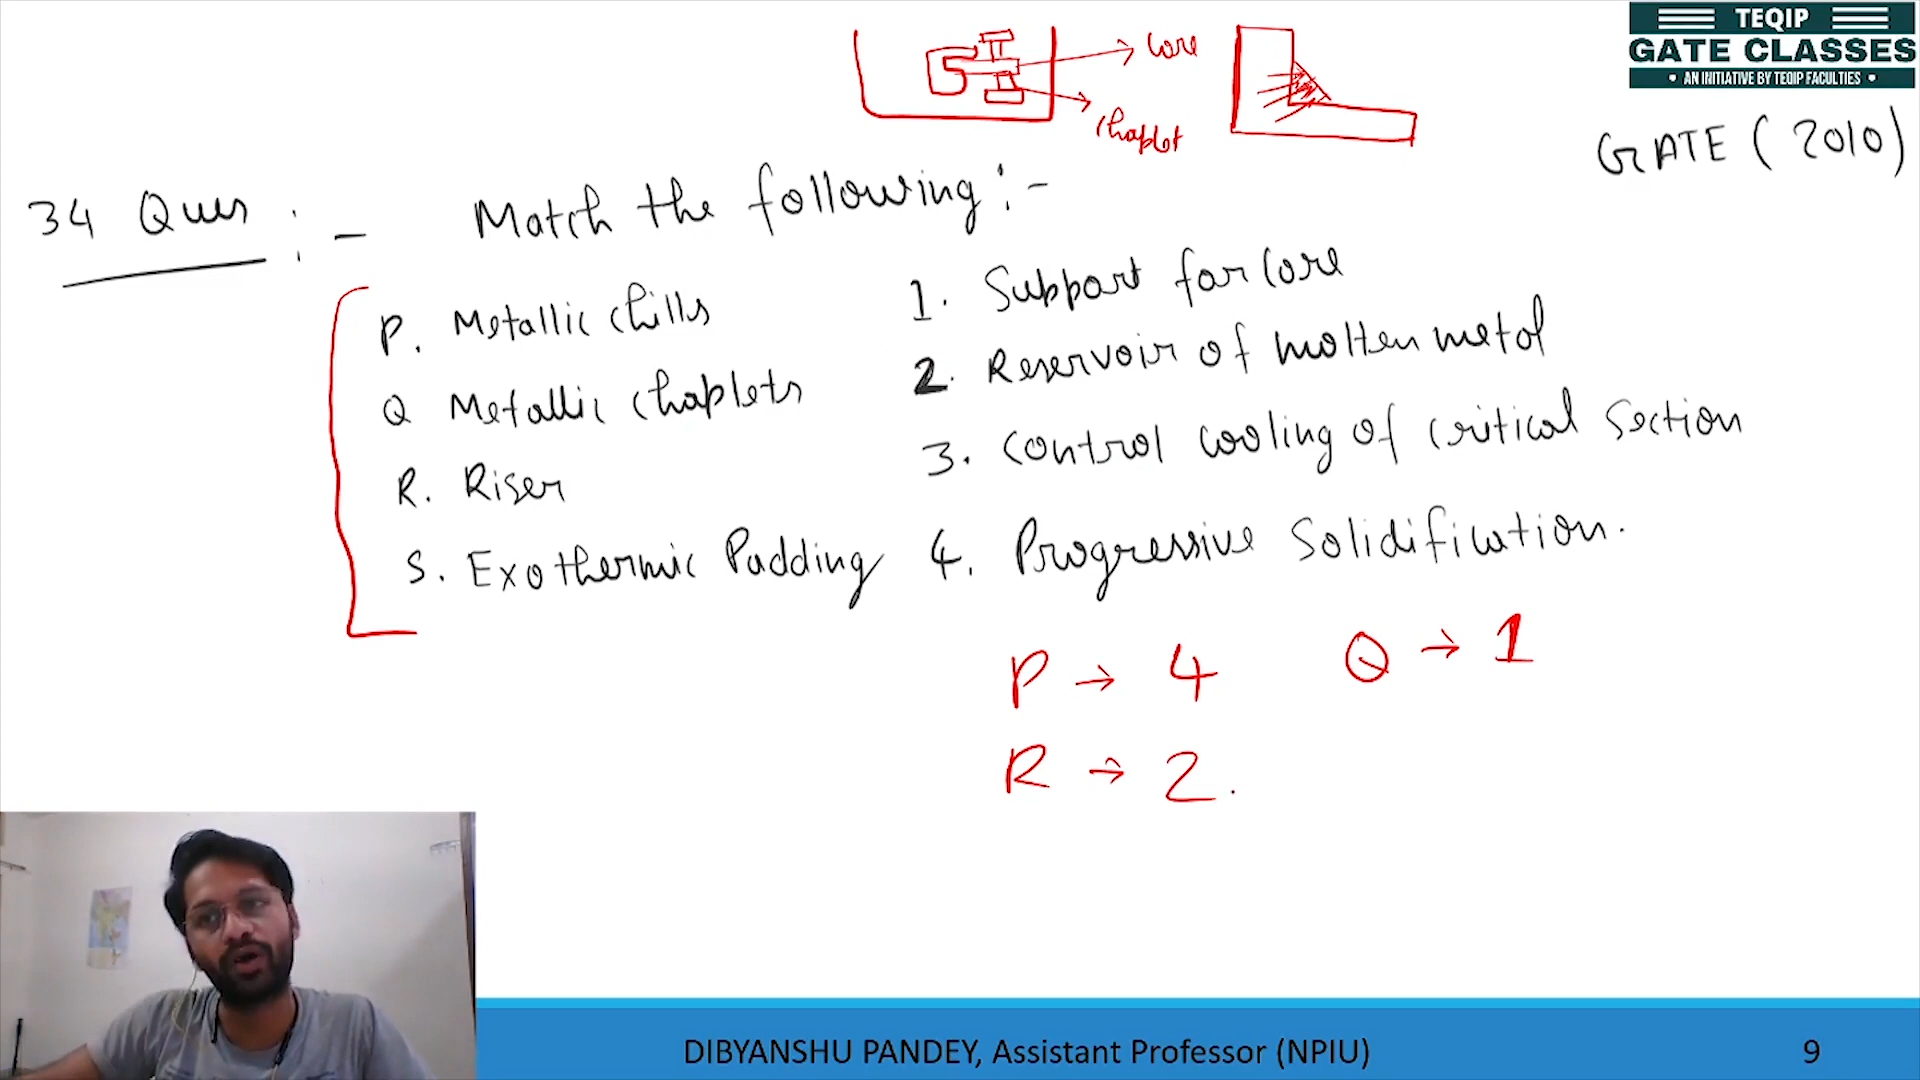 TEQIP
GATE CLASSES
• AN INITIATIVE BY TEQIP FACULTIES •
Core
Chaplet
GATE (2010)
34 Ques :- Match the following :-
P. Metallic chills
1. Support for Core
Q Metallic chaplets
2. Reservoir of molten metal
R. Riser
3. Control cooling of critical section
S. Exothermic Padding
4. Progressive Solidification.
P → 4 Q → 1
R → 2.
DIBYANSHU PANDEY, Assistant Professor (NPIU)
9